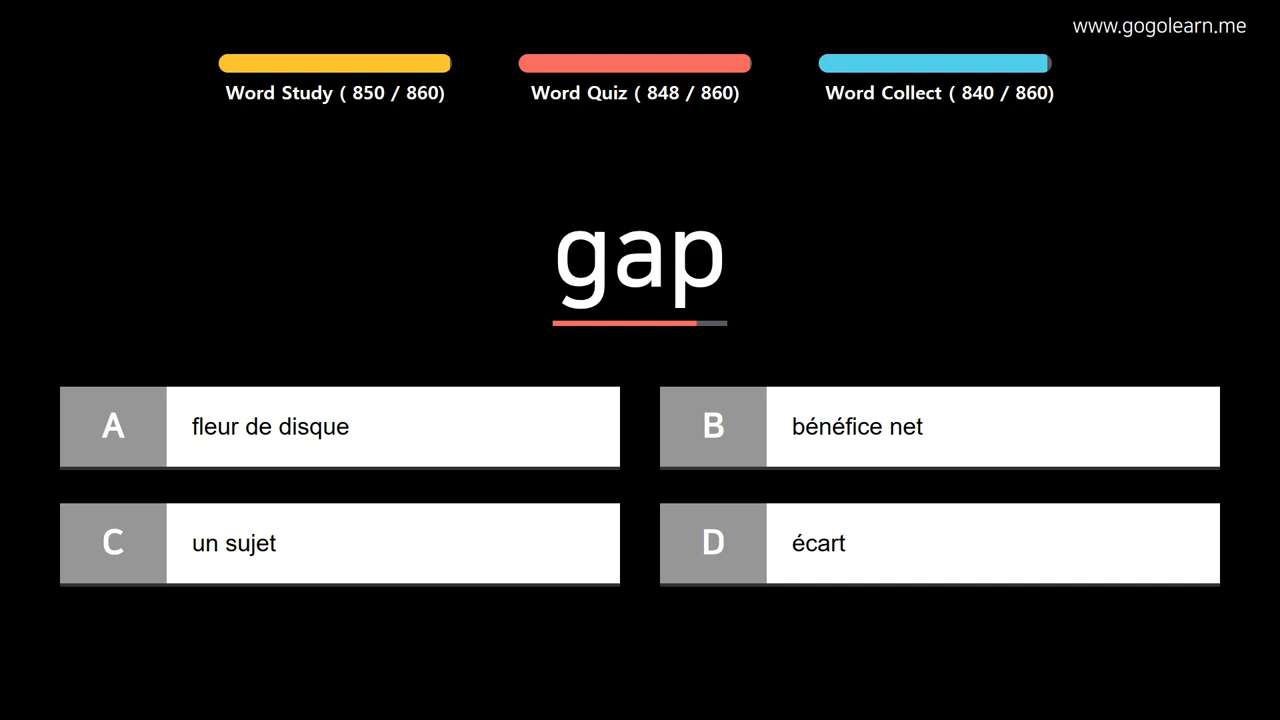 www.gogolearn.me
Word Study ( 850 / 860)
Word Quiz ( 848 / 860)
Word Collect ( 840 / 860)
gap
A
fleur de disque
B
bénéfice net
C
un sujet
D
écart